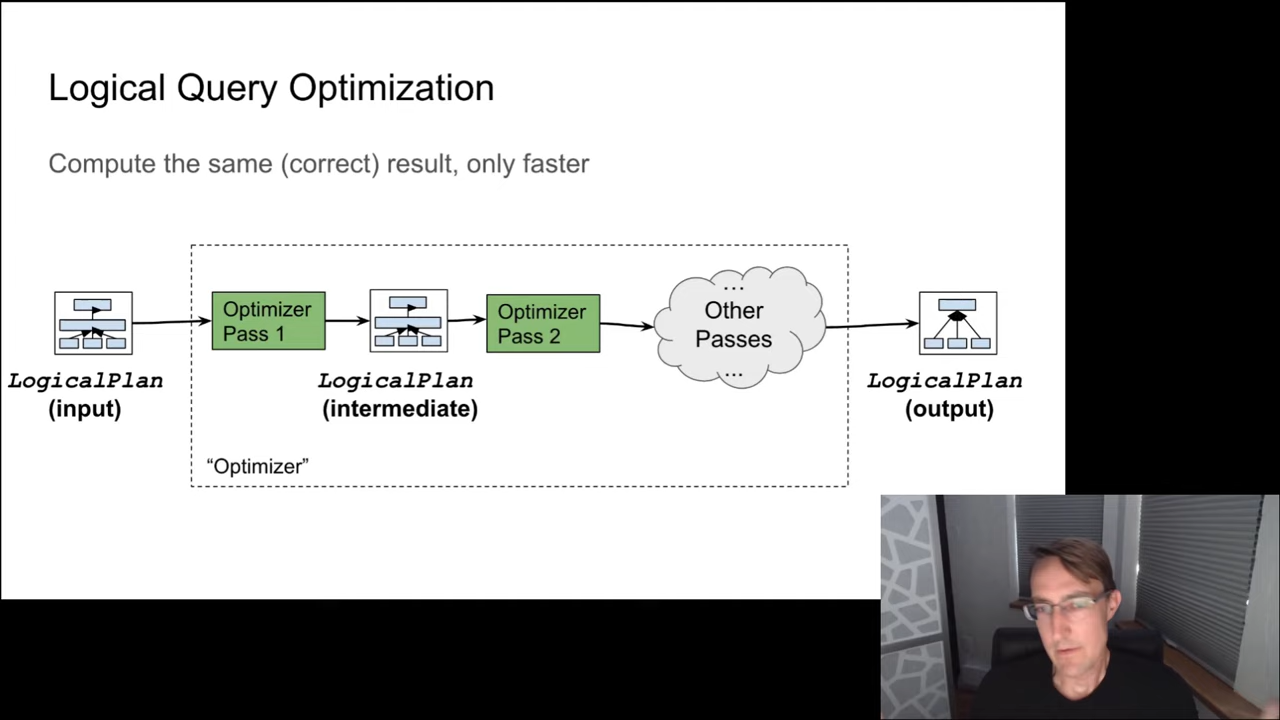 Logical Query Optimization
Compute the same (correct) result, only faster
Optimizer
Pass 1
Optimizer
Pass 2
...
Other
Passes
...
LogicalPlan
(input)
LogicalPlan
(intermediate)
LogicalPlan
(output)
“Optimizer”